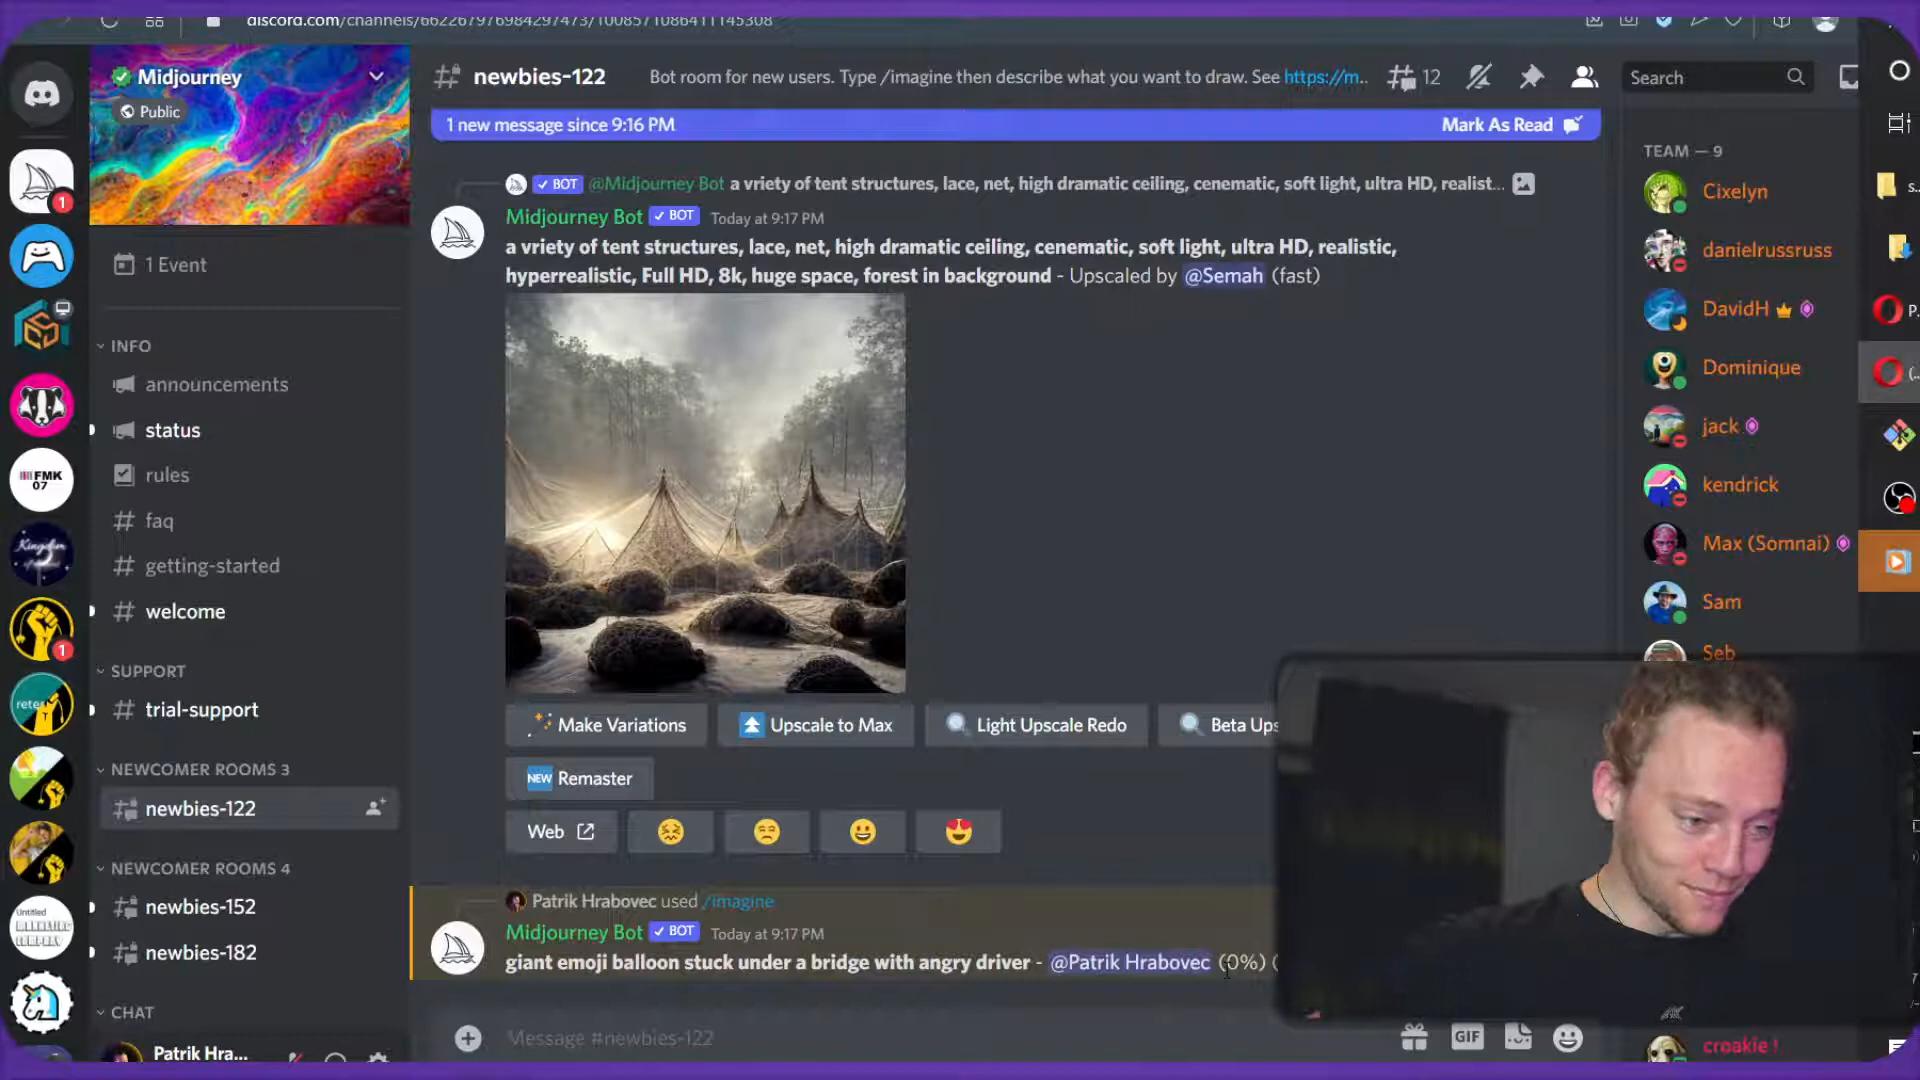 discord.com/channels/662267976984297473/1008571086411145308
Midjourney
Public
1 Event
INFO
announcements
status
rules
faq
getting-started
welcome
SUPPORT
trial-support
NEWCOMER ROOMS 3
newbies-122
NEWCOMER ROOMS 4
newbies-152
newbies-182
CHAT
Patrik Hra...
1
FMK
07
Kingdom
1
Untitled
MARKETING
COMPANY
newbies-122
Bot room for new users. Type /imagine then describe what you want to draw. See https://m...
12
Search
1 new message since 9:16 PM
Mark As Read
BOT @Midjourney Bot a vriety of tent structures, lace, net, high dramatic ceiling, cenematic, soft light, ultra HD, realist...
Midjourney Bot BOT Today at 9:17 PM
a vriety of tent structures, lace, net, high dramatic ceiling, cenematic, soft light, ultra HD, realistic,
hyperrealistic, Full HD, 8k, huge space, forest in background - Upscaled by @Semah (fast)
Make Variations
Upscale to Max
Light Upscale Redo
Beta Ups
NEW Remaster
Web
Patrik Hrabovec used /imagine
Midjourney Bot BOT Today at 9:17 PM
giant emoji balloon stuck under a bridge with angry driver - @Patrik Hrabovec (0%) (
Message #newbies-122
GIF
TEAM — 9
Cixelyn
danielrussruss
DavidH
Dominique
jack
kendrick
Max (Somnai)
Sam
Seb
croakie !
s...
P...
(...